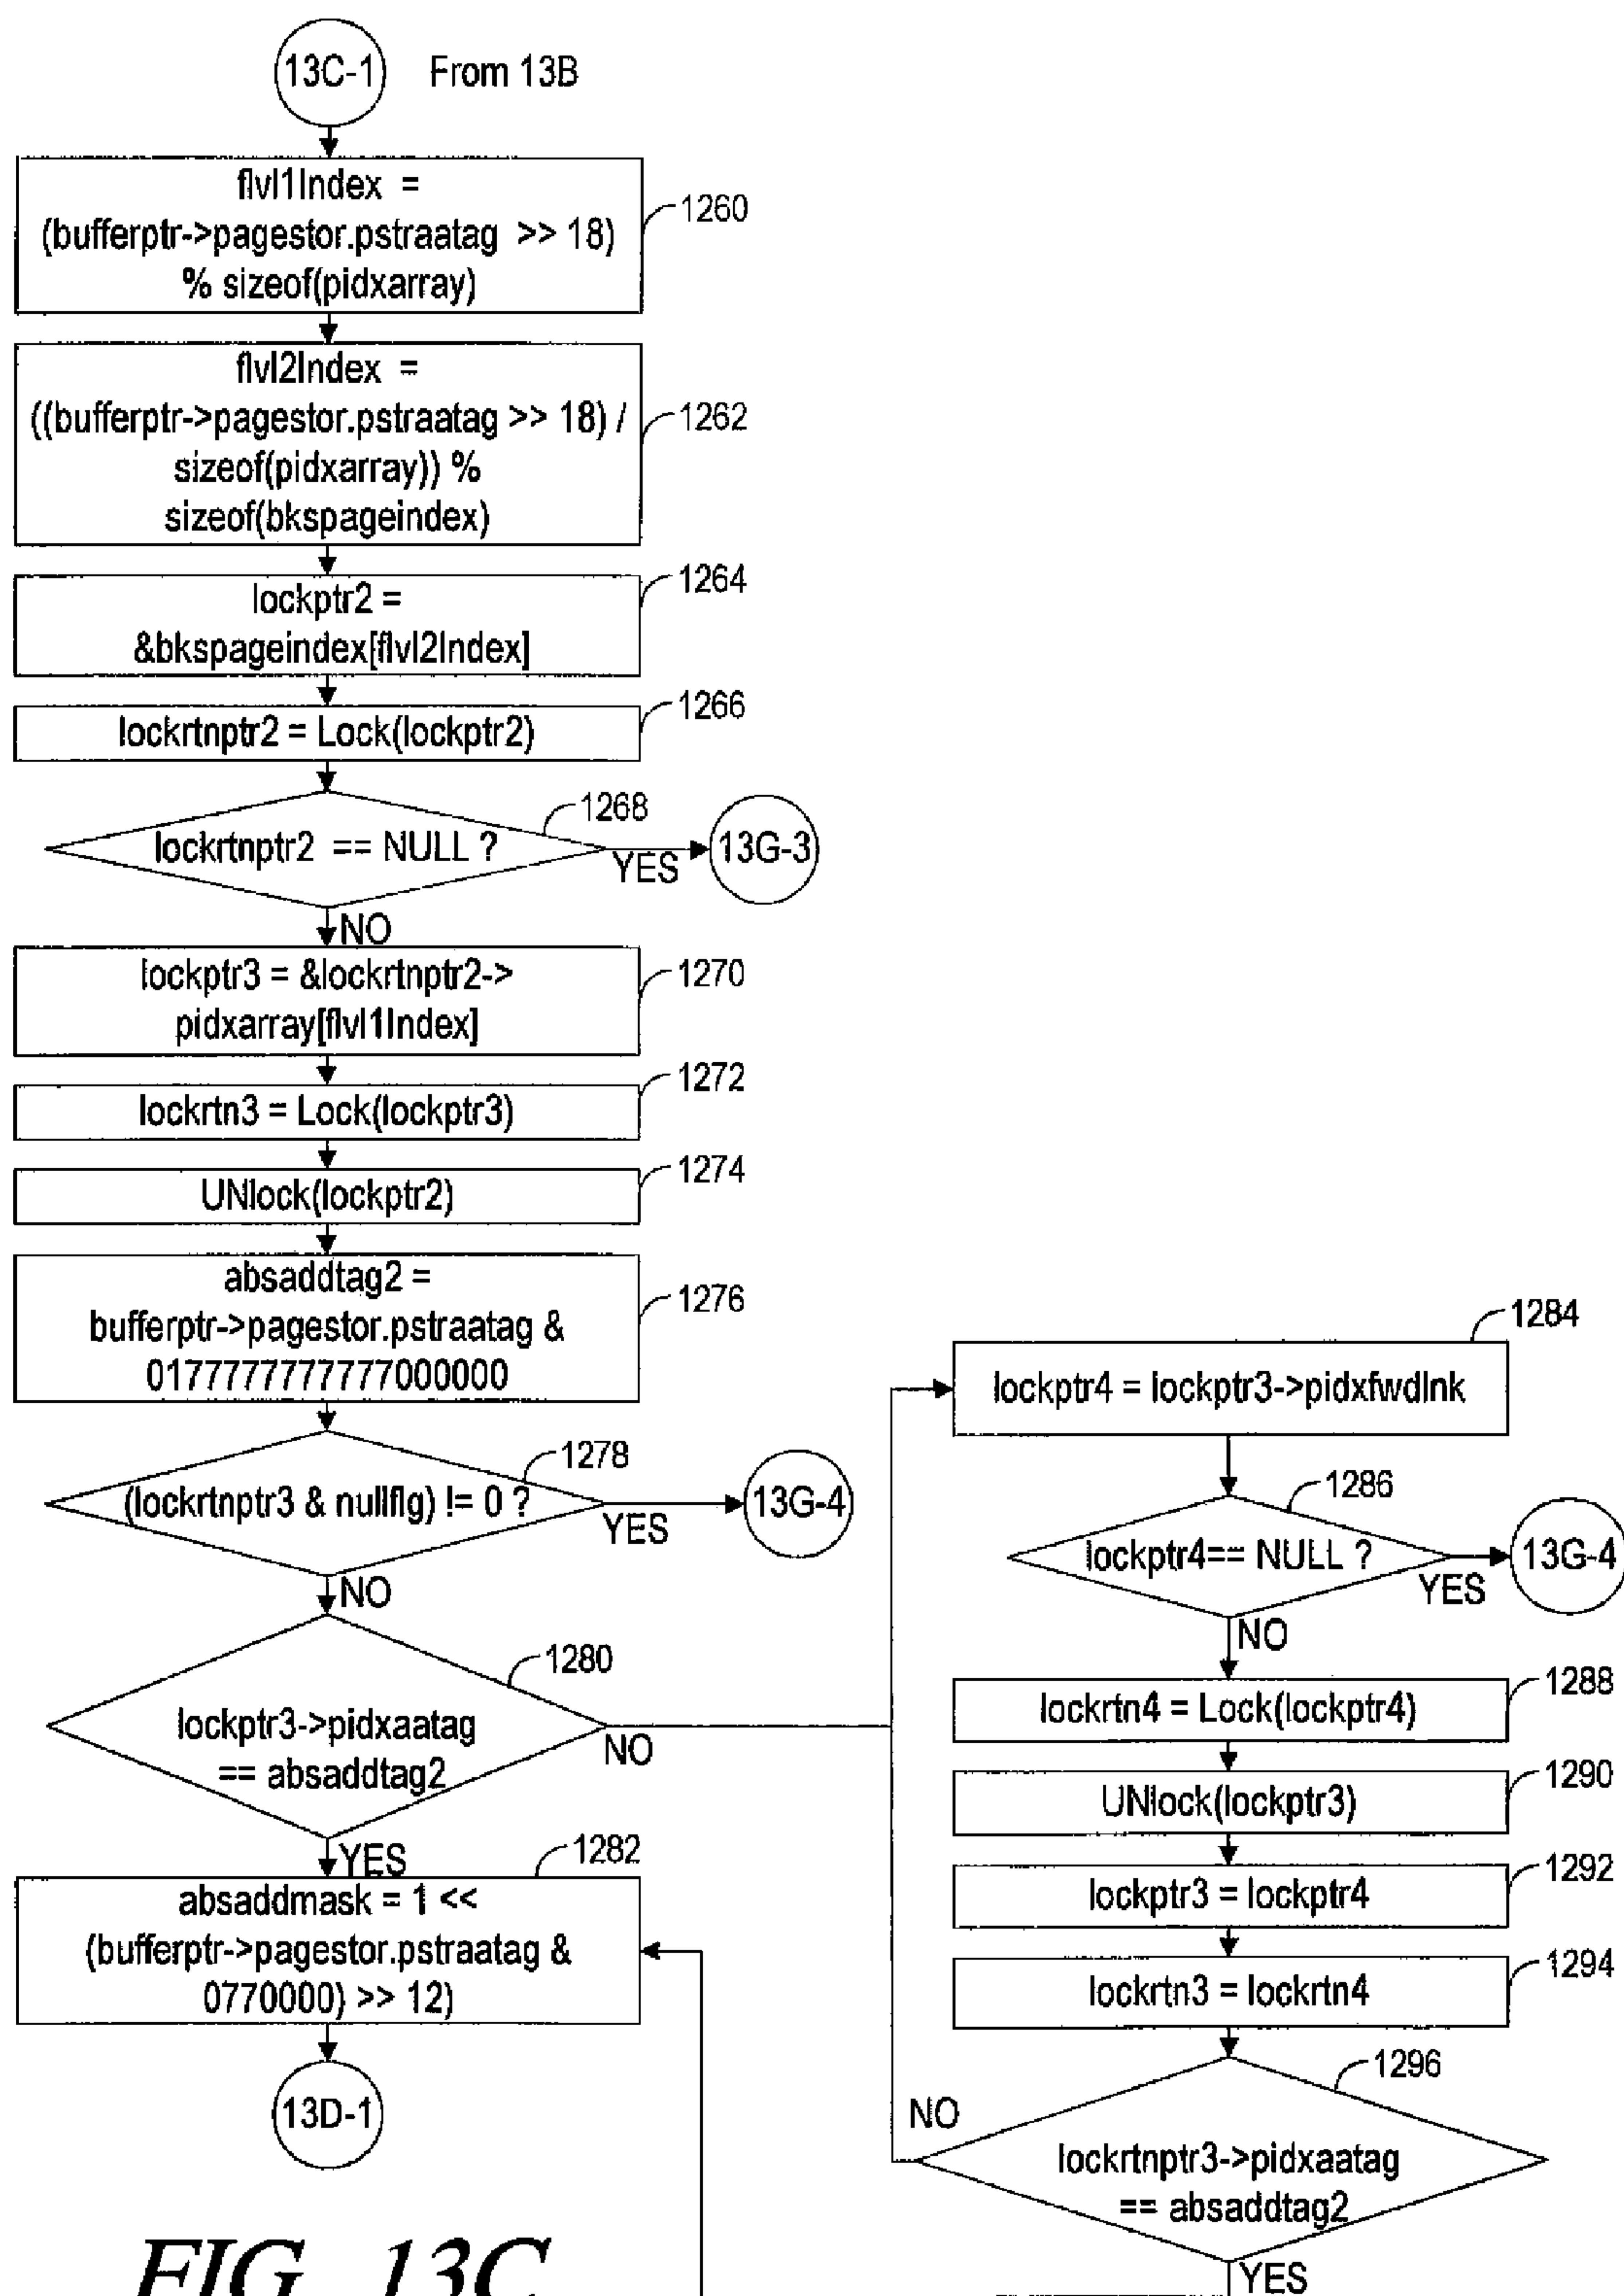 13C-1 From 13B
flvl1Index =
(bufferptr->pagestor.pstraatag >> 18)
% sizeof(pidxarray)
1260
flvl2Index =
((bufferptr->pagestor.pstraatag >> 18) /
sizeof(pidxarray)) %
sizeof(bkspageindex)
1262
lockptr2 =
&bkspageindex[flvl2Index]
1264
lockrtnptr2 = Lock(lockptr2)
1266
lockrtnptr2 == NULL ?
1268
YES
13G-3
NO
lockptr3 = &lockrtnptr2->
pidxarray[flvl1Index]
1270
lockrtn3 = Lock(lockptr3)
1272
UNlock(lockptr2)
1274
absaddtag2 =
bufferptr->pagestor.pstraatag &
0177777777777000000
1276
(lockrtnptr3 & nullflg) != 0 ?
1278
YES
13G-4
NO
lockptr3->pidxaatag
== absaddtag2
1280
NO
YES
absaddmask = 1 <<
(bufferptr->pagestor.pstraatag &
0770000) >> 12)
1282
13D-1
lockptr4 = lockptr3->pidxfwdlnk
1284
lockptr4== NULL ?
1286
YES
13G-4
NO
lockrtn4 = Lock(lockptr4)
1288
UNlock(lockptr3)
1290
lockptr3 = lockptr4
1292
lockrtn3 = lockrtn4
1294
lockrtnptr3->pidxaatag
== absaddtag2
1296
NO
YES
FIG. 13C